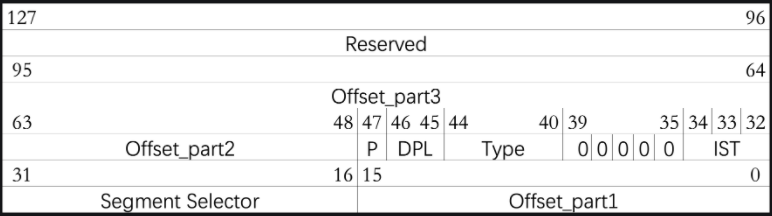 127 96
Reserved
95 64
Offset_part3
63 48 47 46 45 44 40 39 35 34 33 32
Offset_part2 P DPL Type 0 0 0 0 0 IST
31 16 15 0
Segment Selector Offset_part1